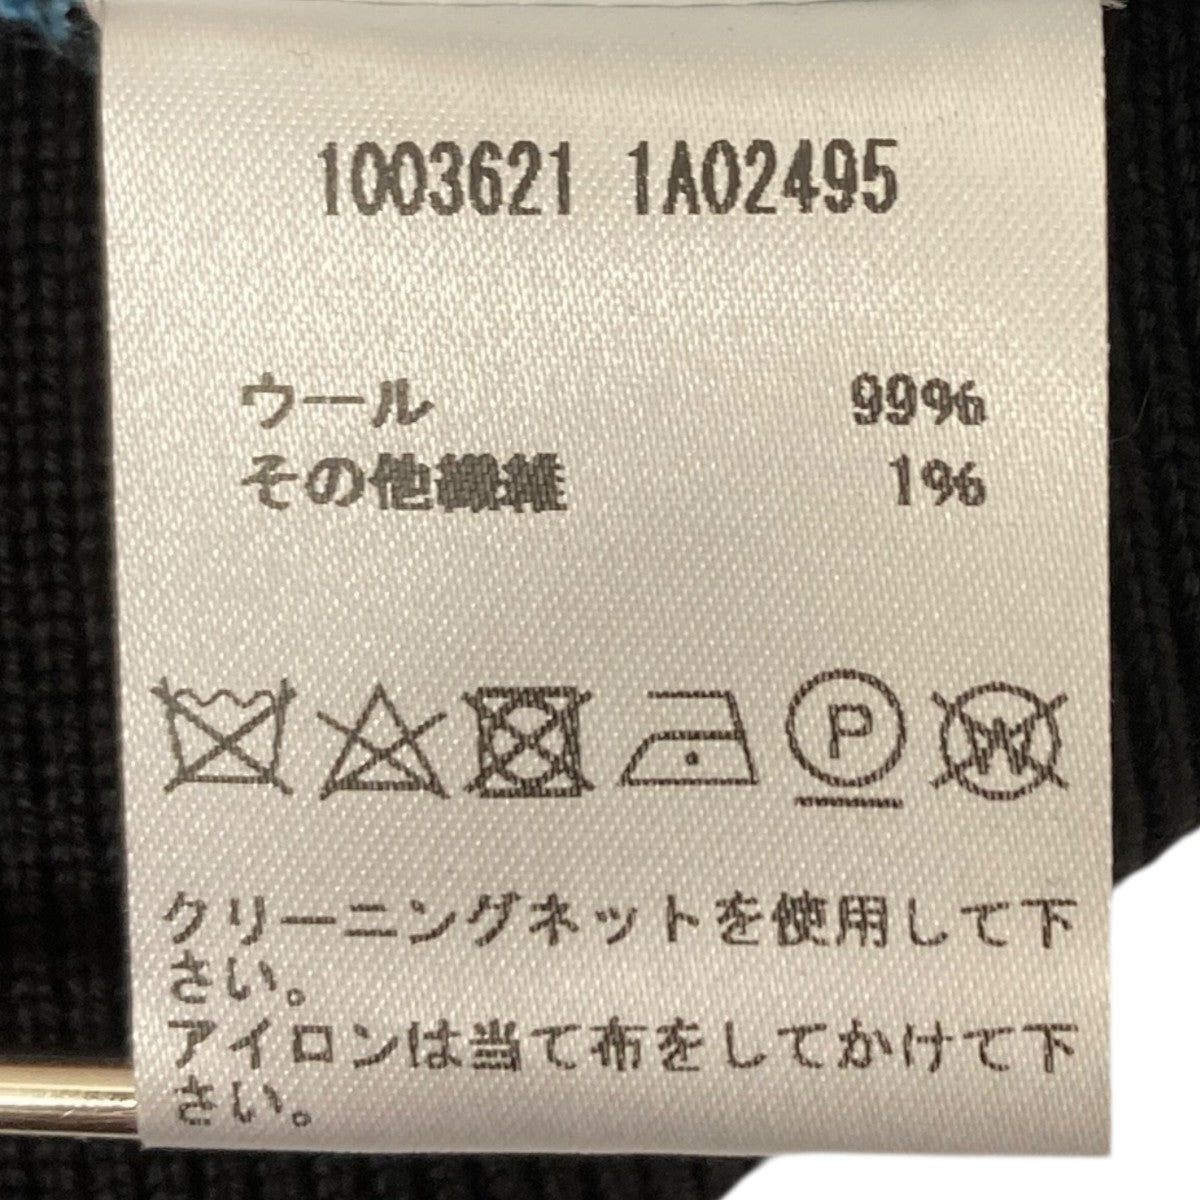 1003621 1A02495
ウール 99%
その他繊維 1%
P
W
クリーニングネットを使用して下
さい。
アイロンは当て布をしてかけて下
さい。